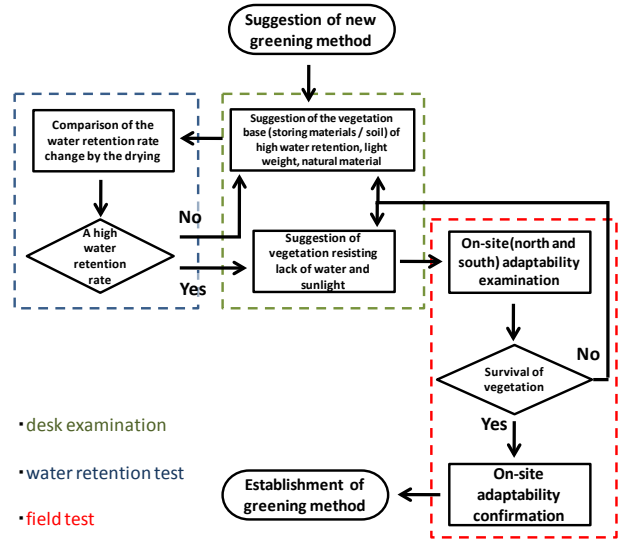 Suggestion of new
greening method
Suggestion of the vegetation
base (storing materials / soil) of
high water retention, light
weight, natural material
Comparison of the
water retention rate
change by the drying
A high
water
retention
rate
No
Yes
Suggestion of
vegetation resisting
lack of water and
sunlight
On-site(north and
south) adaptability
examination
Survival of
vegetation
No
Yes
On-site
adaptability
confirmation
Establishment of
greening method
・desk examination
・water retention test
・field test